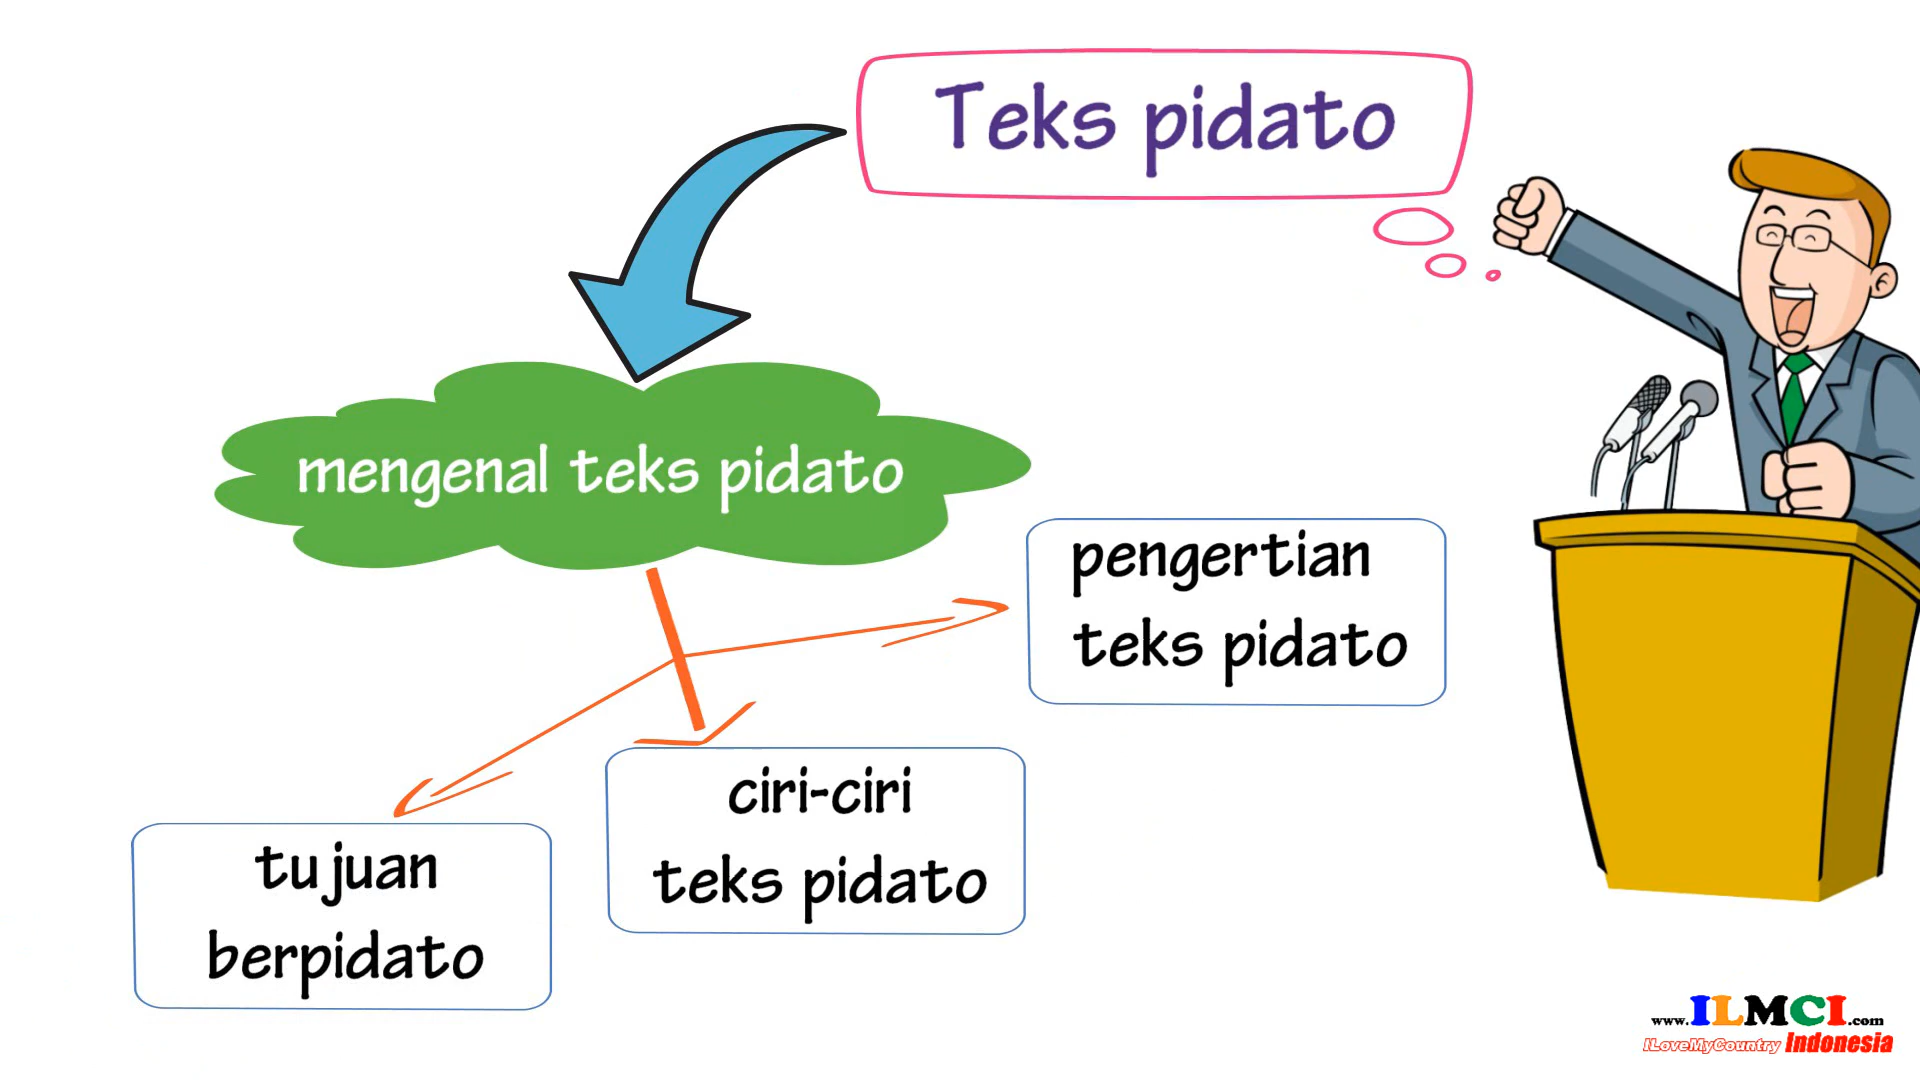 Teks pidato
mengenal teks pidato
pengertian
teks pidato
ciri-ciri
teks pidato
tujuan
berpidato
www.ILMCI.com
ILoveMyCountry Indonesia